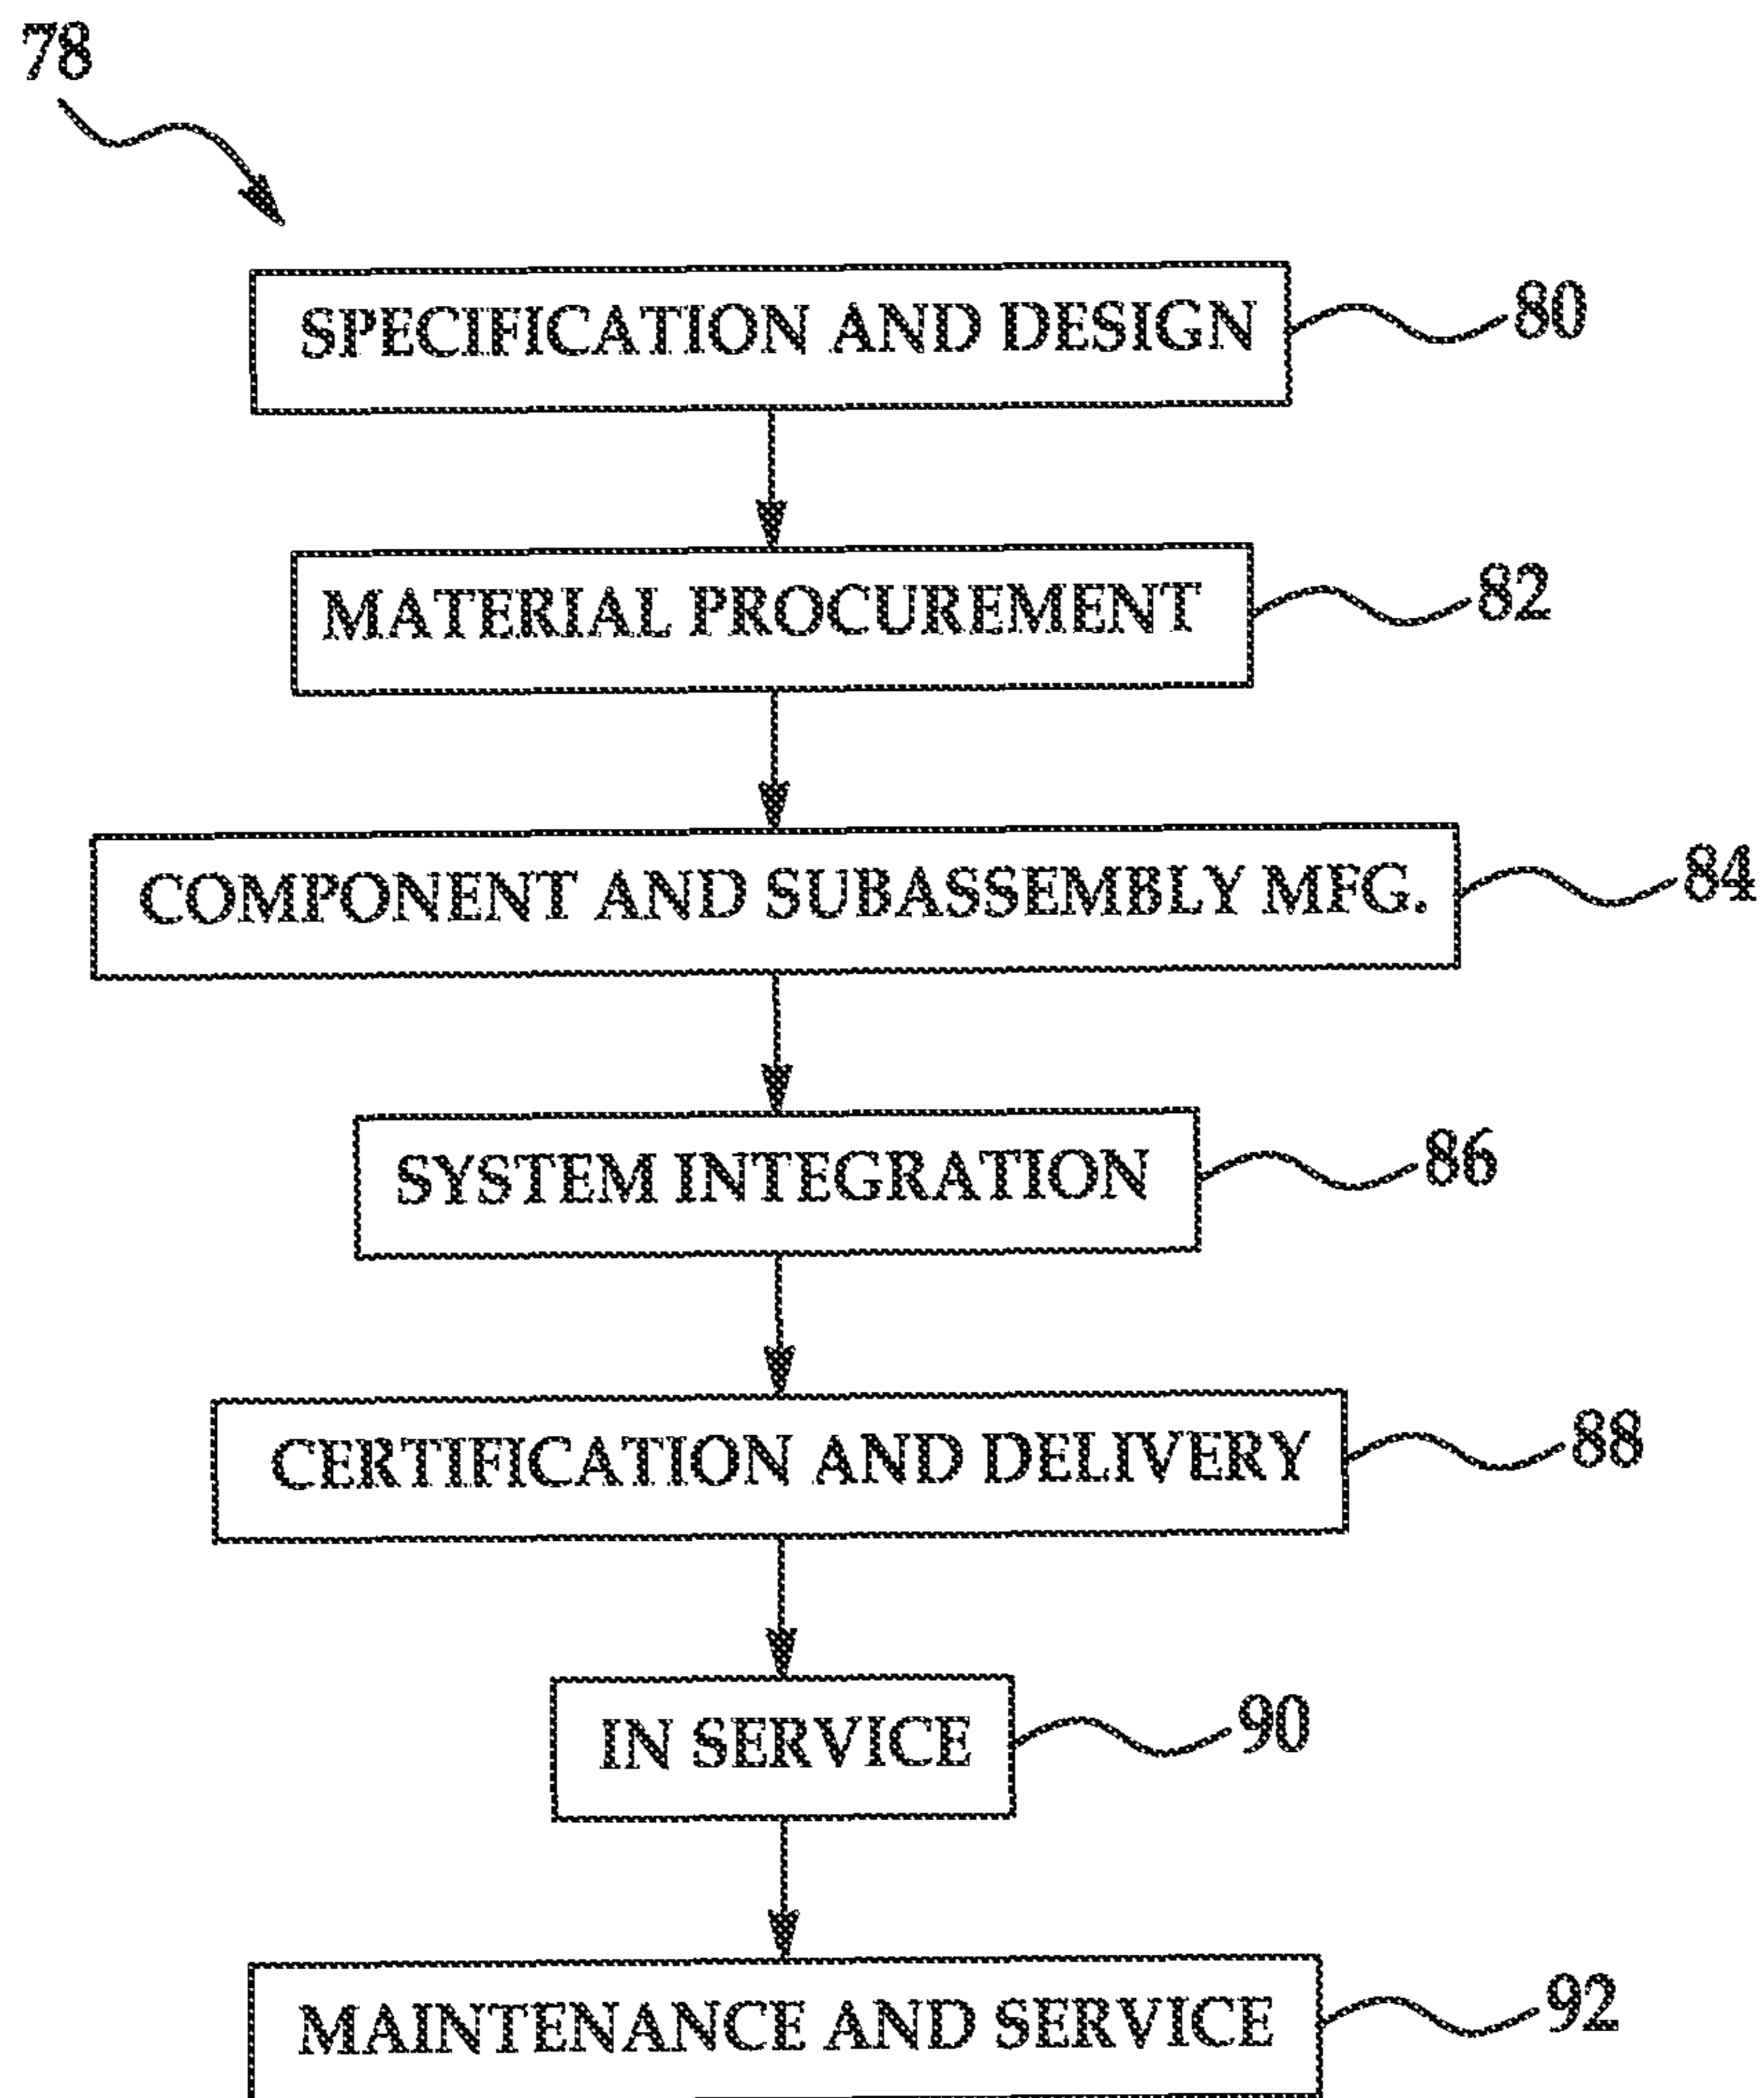 78
SPECIFICATION AND DESIGN 80
MATERIAL PROCUREMENT 82
COMPONENT AND SUBASSEMBLY MFG. 84
SYSTEM INTEGRATION 86
CERTIFICATION AND DELIVERY 88
IN SERVICE 90
MAINTENANCE AND SERVICE 92